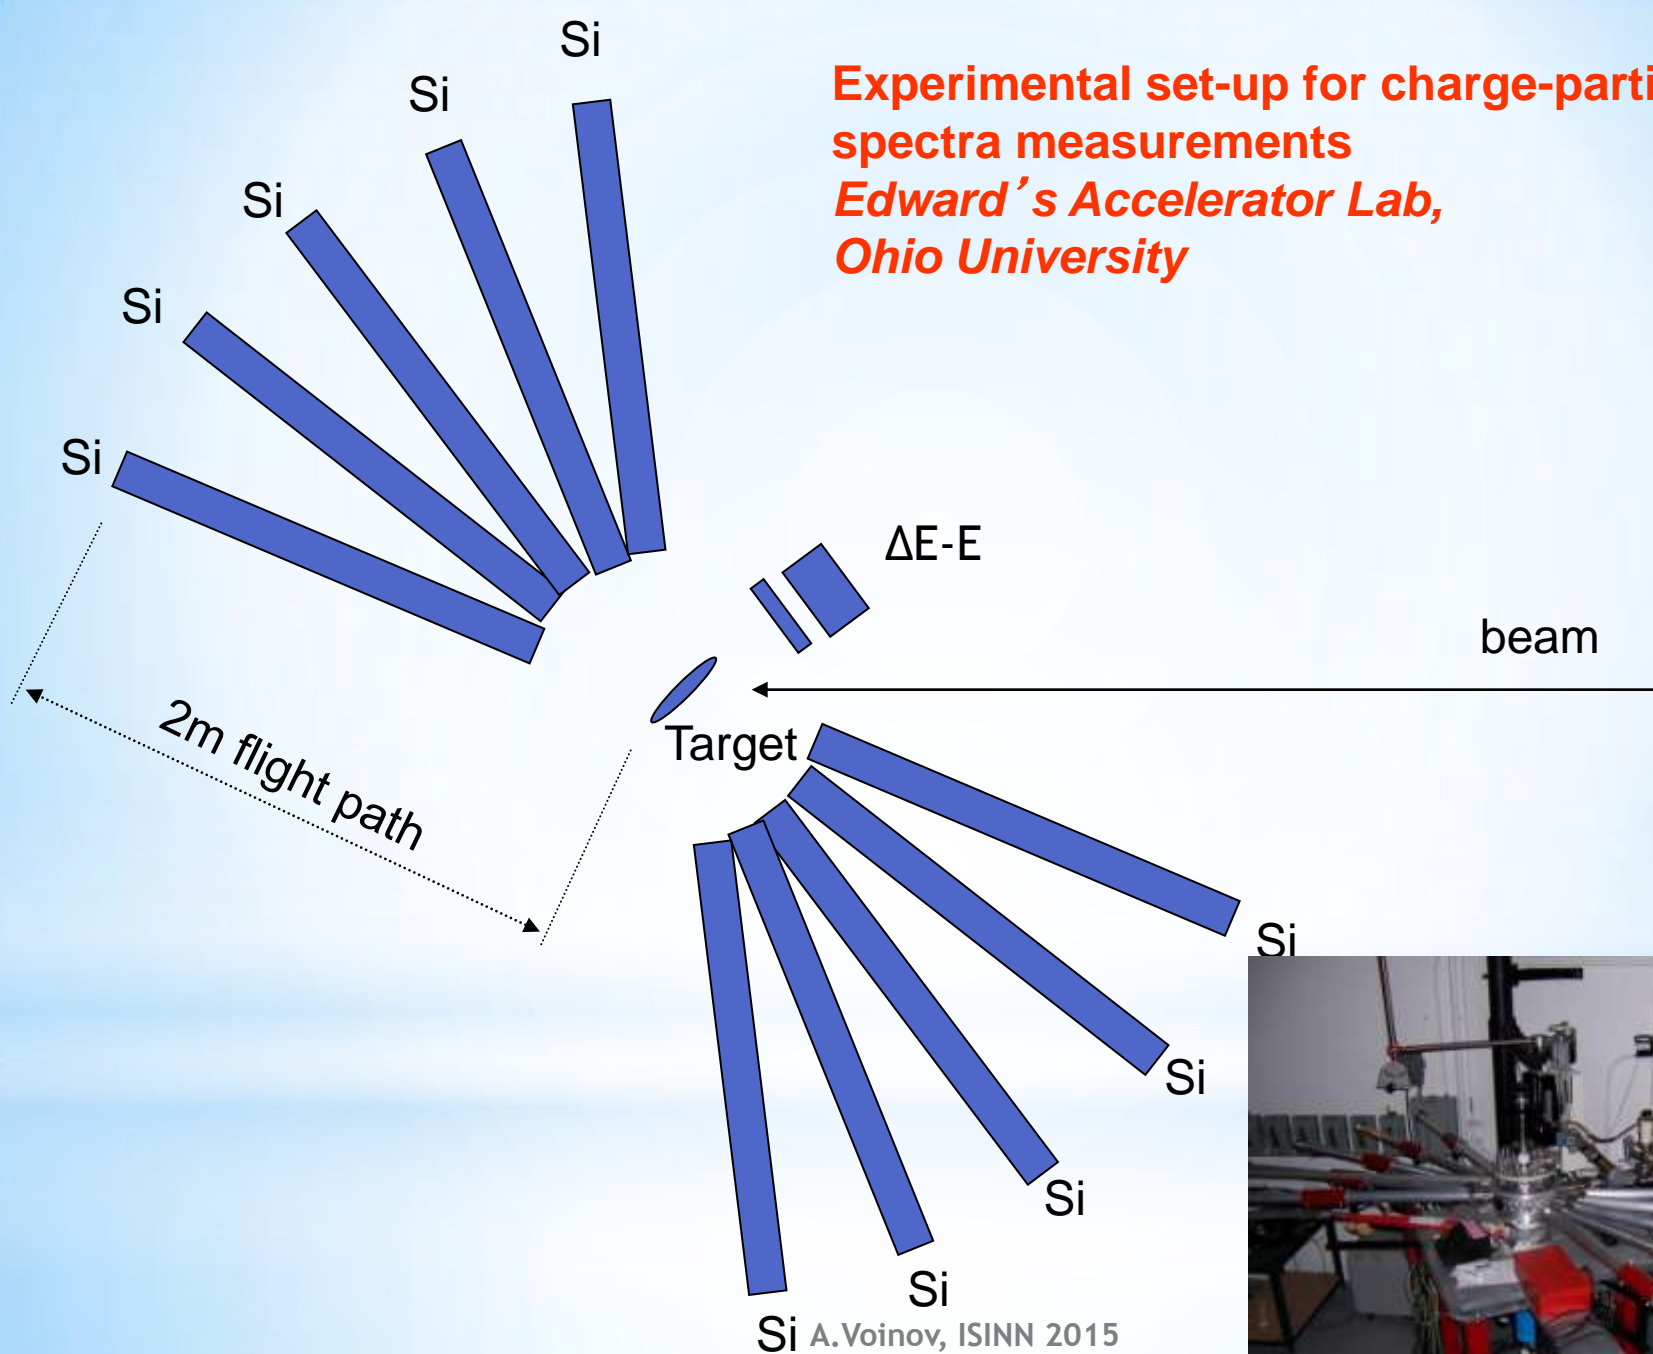 Si
Si
Si
Si
Si
Experimental set-up for charge-parti
spectra measurements
Edward’s Accelerator Lab,
Ohio University
ΔE-E
beam
Target
2m flight path
Si
Si
Si
Si
Si
A.Voinov, ISINN 2015